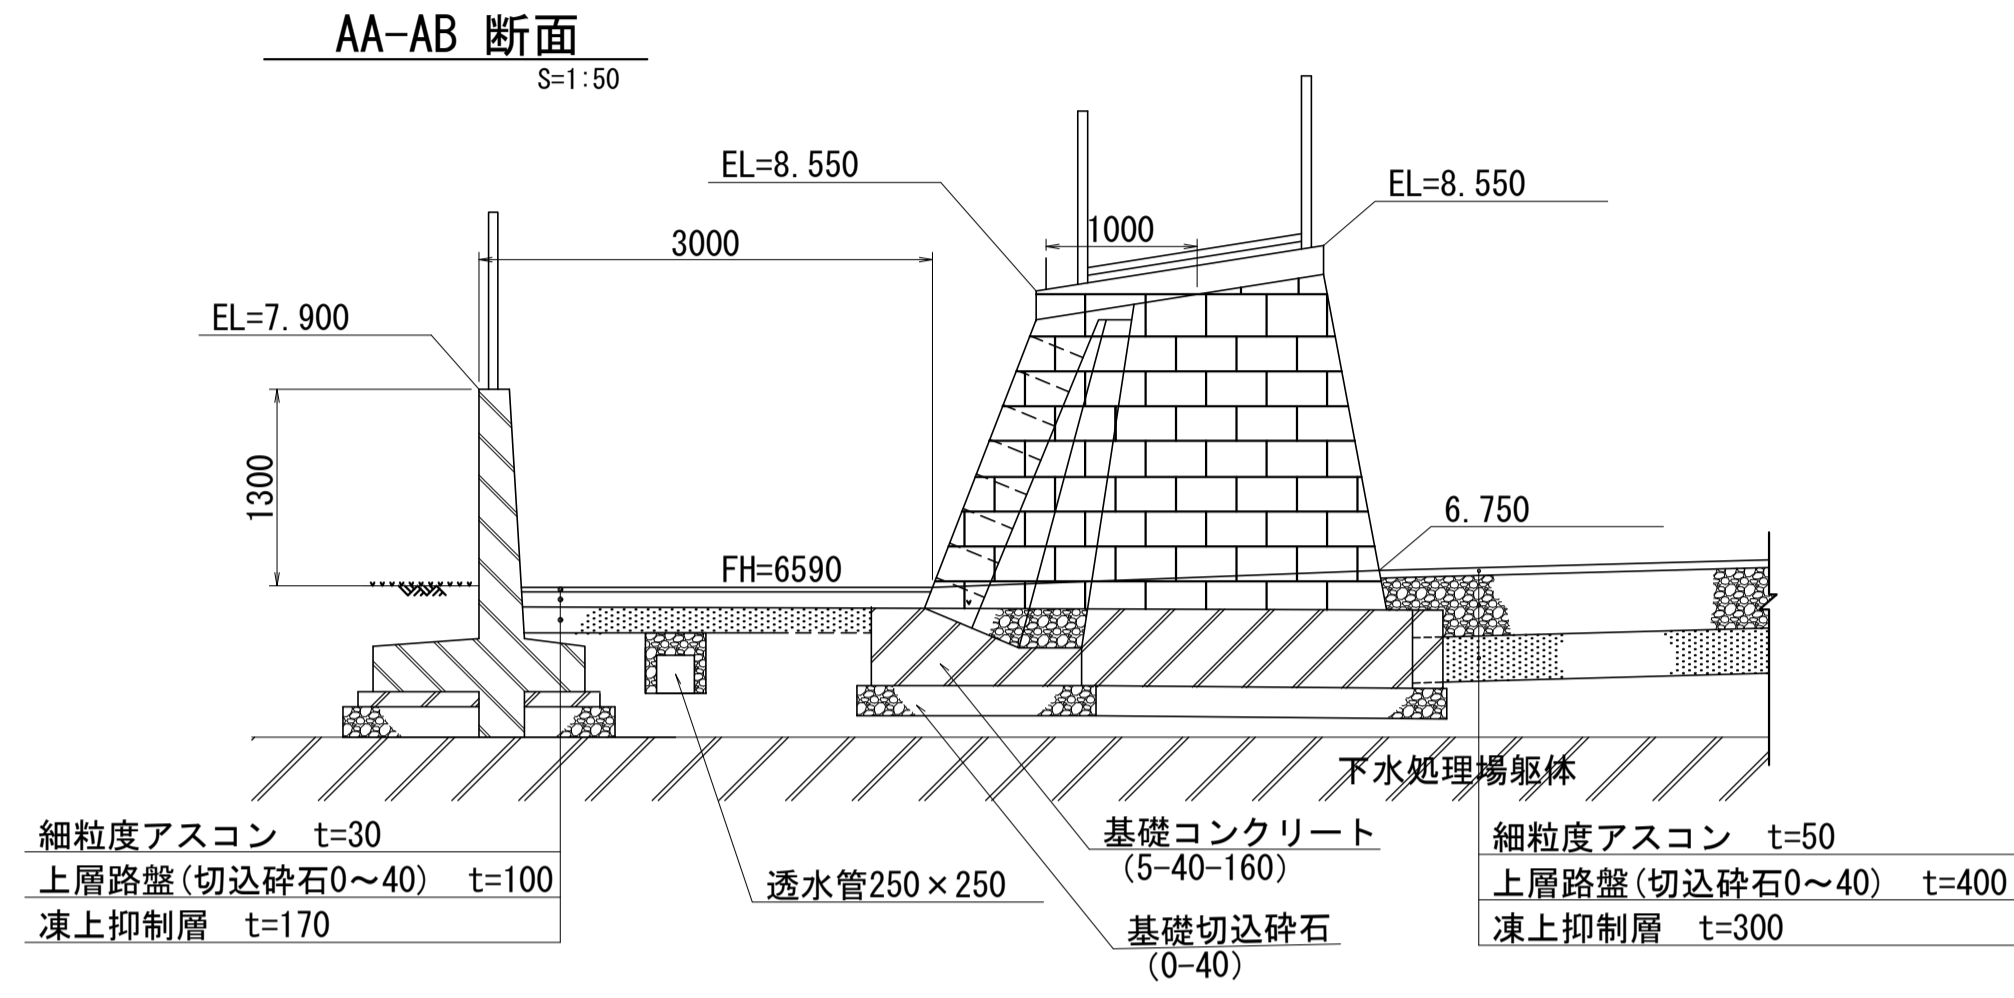 AA-AB 断面
S=1:50
EL=8.550
EL=8.550
1000
3000
EL=7.900
1300
6.750
FH=6590
下水処理場躯体
細粒度アスコン t=30
上層路盤(切込砕石0～40) t=100
凍上抑制層 t=170
透水管250×250
基礎コンクリート
(5-40-160)
基礎切込砕石
(0-40)
細粒度アスコン t=50
上層路盤(切込砕石0～40) t=400
凍上抑制層 t=300